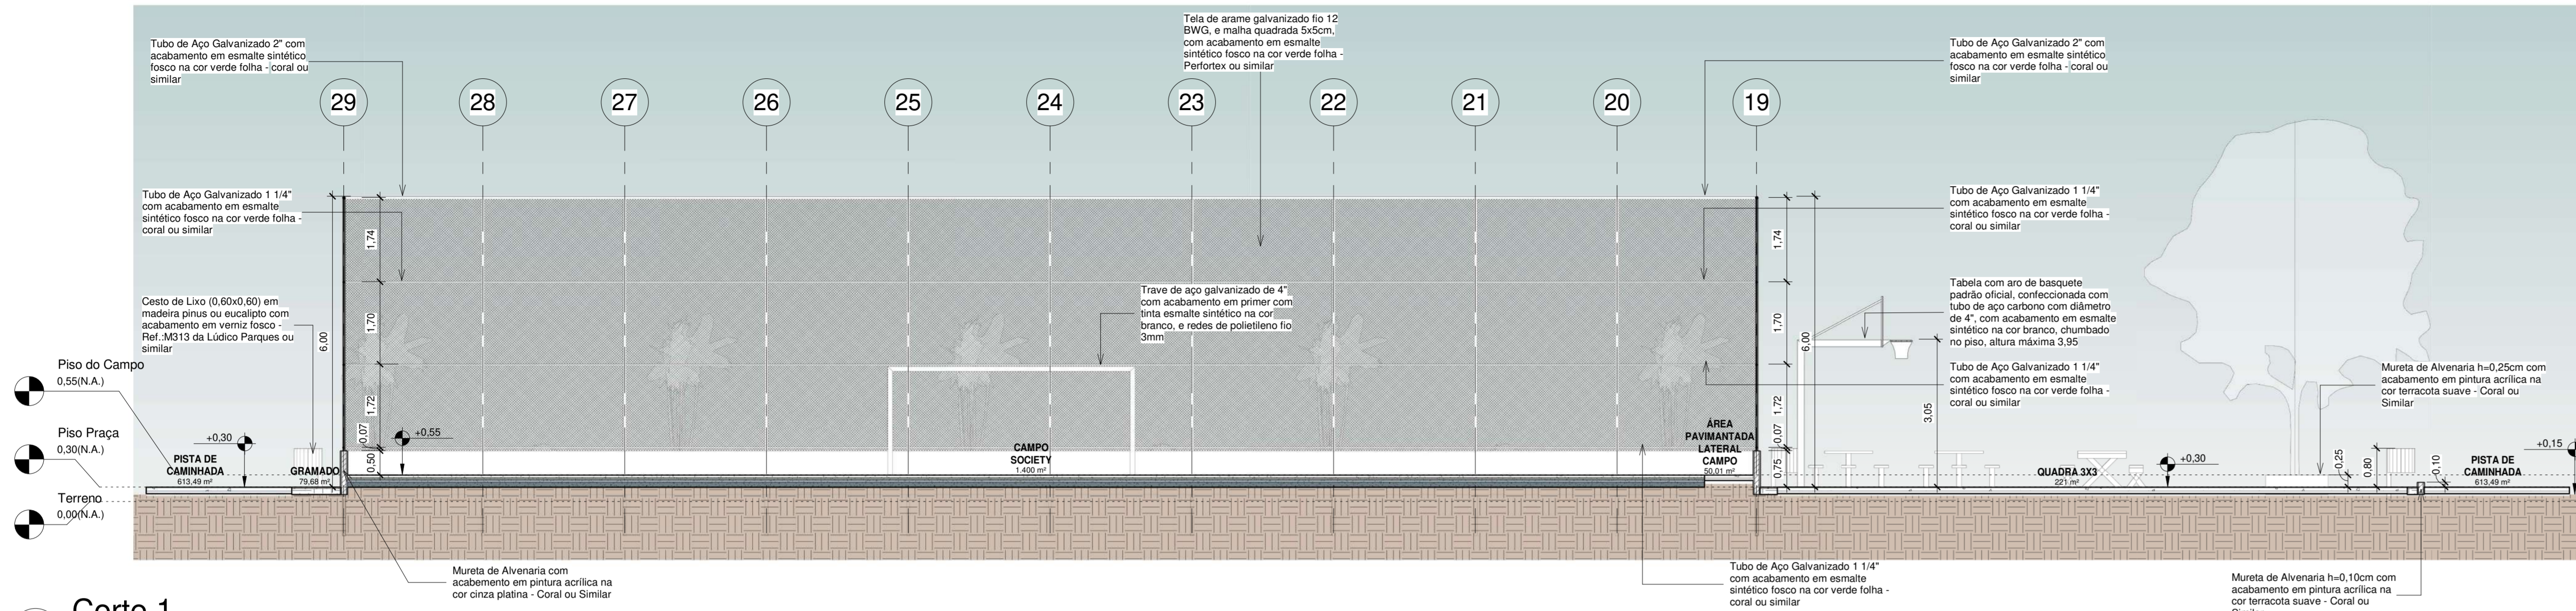 Tubo de Aço Galvanizado 2" com
acabamento em esmalte sintético
fosco na cor verde folha - coral ou
similar
Tela de arame galvanizado fio 12
BWG, e malha quadrada 5x5cm,
com acabamento em esmalte
sintético fosco na cor verde folha -
Perfortex ou similar
Tubo de Aço Galvanizado 2" com
acabamento em esmalte sintético
fosco na cor verde folha - coral ou
similar
29
28
27
26
25
24
23
22
21
20
19
Tubo de Aço Galvanizado 1 1/4"
com acabamento em esmalte
sintético fosco na cor verde folha -
coral ou similar
Tubo de Aço Galvanizado 1 1/4"
com acabamento em esmalte
sintético fosco na cor verde folha -
coral ou similar
1,74
1,70
1,72
0,07
0,50
6,00
1,74
1,70
1,72
0,07
0,75
6,00
3,05
Cesto de Lixo (0,60x0,60) em
madeira pinus ou eucalipto com
acabamento em verniz fosco -
Ref.:M313 da Lúdico Parques ou
similar
Trave de aço galvanizado de 4"
com acabamento em primer com
tinta esmalte sintético na cor
branco, e redes de polietileno fio
3mm
Tabela com aro de basquete
padrão oficial, confeccionada com
tubo de aço carbono com diâmetro
de 4", com acabamento em esmalte
sintético na cor branco, chumbado
no piso, altura máxima 3,95
Tubo de Aço Galvanizado 1 1/4"
com acabamento em esmalte
sintético fosco na cor verde folha -
coral ou similar
Mureta de Alvenaria h=0,25cm com
acabamento em pintura acrílica na
cor terracota suave - Coral ou
Similar
Piso do Campo
0,55(N.A.)
Piso Praça
0,30(N.A.)
Terreno
0,00(N.A.)
+0,30
PISTA DE
CAMINHADA
613,49 m²
GRAMADO
79,68 m²
+0,55
CAMPO
SOCIETY
1.400 m²
ÁREA
PAVIMANTADA
LATERAL
CAMPO
50,01 m²
QUADRA 3X3
221 m²
+0,30
0,25
0,80
0,10
PISTA DE
CAMINHADA
613,49 m²
+0,15
Mureta de Alvenaria com
acabemento em pintura acrílica na
cor cinza platina - Coral ou Similar
Tubo de Aço Galvanizado 1 1/4"
com acabamento em esmalte
sintético fosco na cor verde folha -
coral ou similar
Mureta de Alvenaria h=0,10cm com
acabamento em pintura acrílica na
cor terracota suave - Coral ou
Corte 1